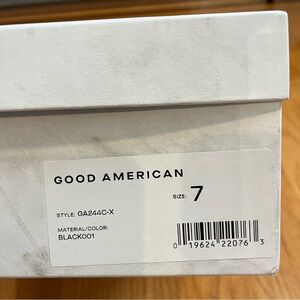 GOOD AMERICAN
SIZE: 7
STYLE: GA244C-X
MATERIAL/COLOR:
BLACK001
0 19624 22076 3